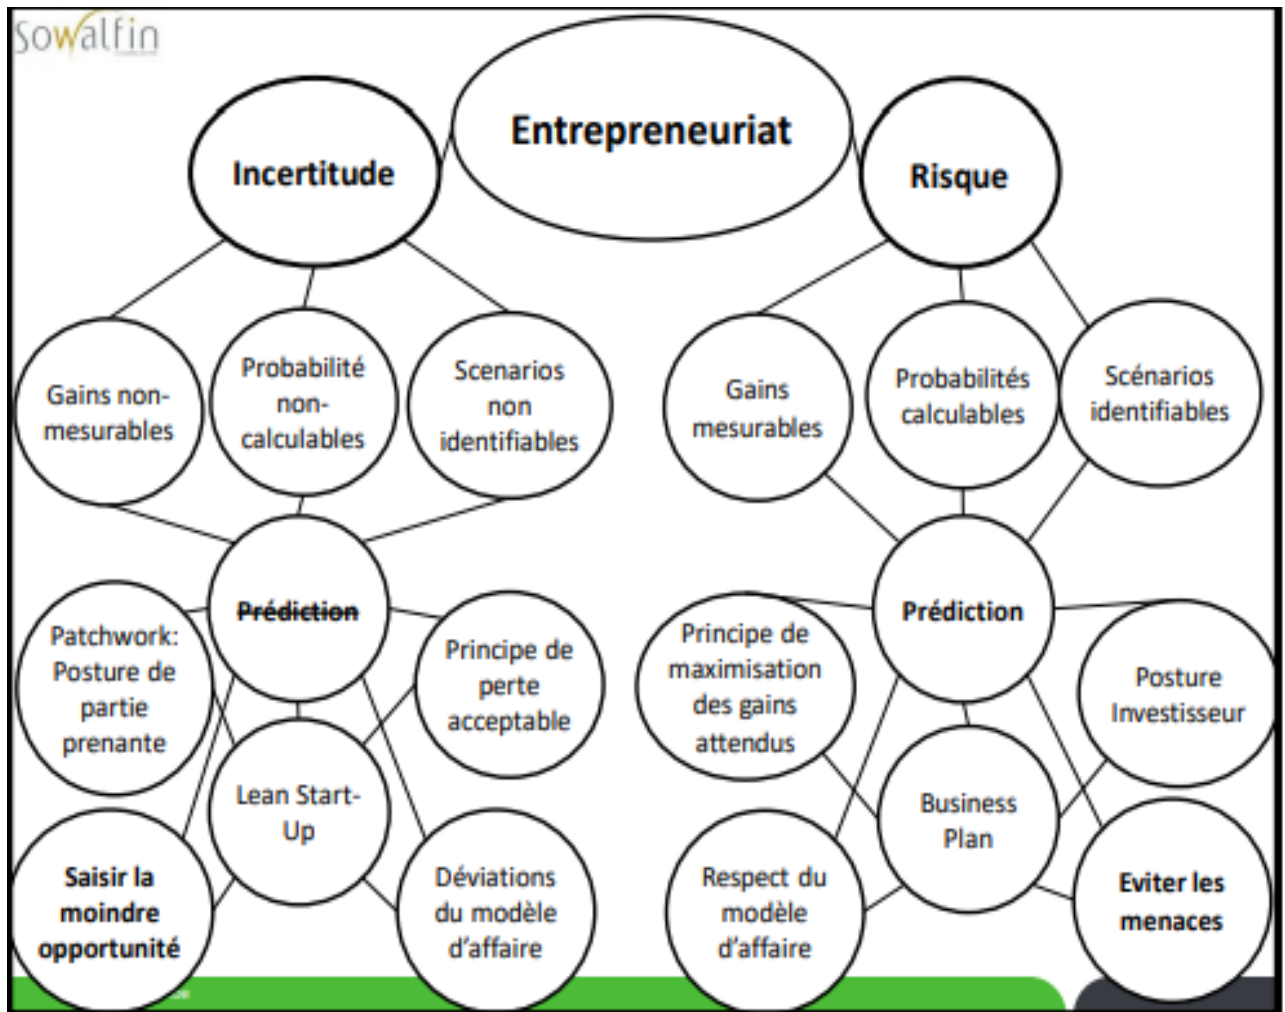 Sowalfin
Entrepreneuriat
Incertitude
Risque
Gains non-
mesurables
Probabilité
non-
calculables
Scenarios
non
identifiables
Gains
mesurables
Probabilités
calculables
Scénarios
identifiables
Prédiction
Prédiction
Patchwork:
Posture de
partie
prenante
Principe de
perte
acceptable
Principe de
maximisation
des gains
attendus
Posture
Investisseur
Lean Start-
Up
Business
Plan
Saisir la
moindre
opportunité
Déviations
du modèle
d'affaire
Respect du
modèle
d'affaire
Eviter les
menaces